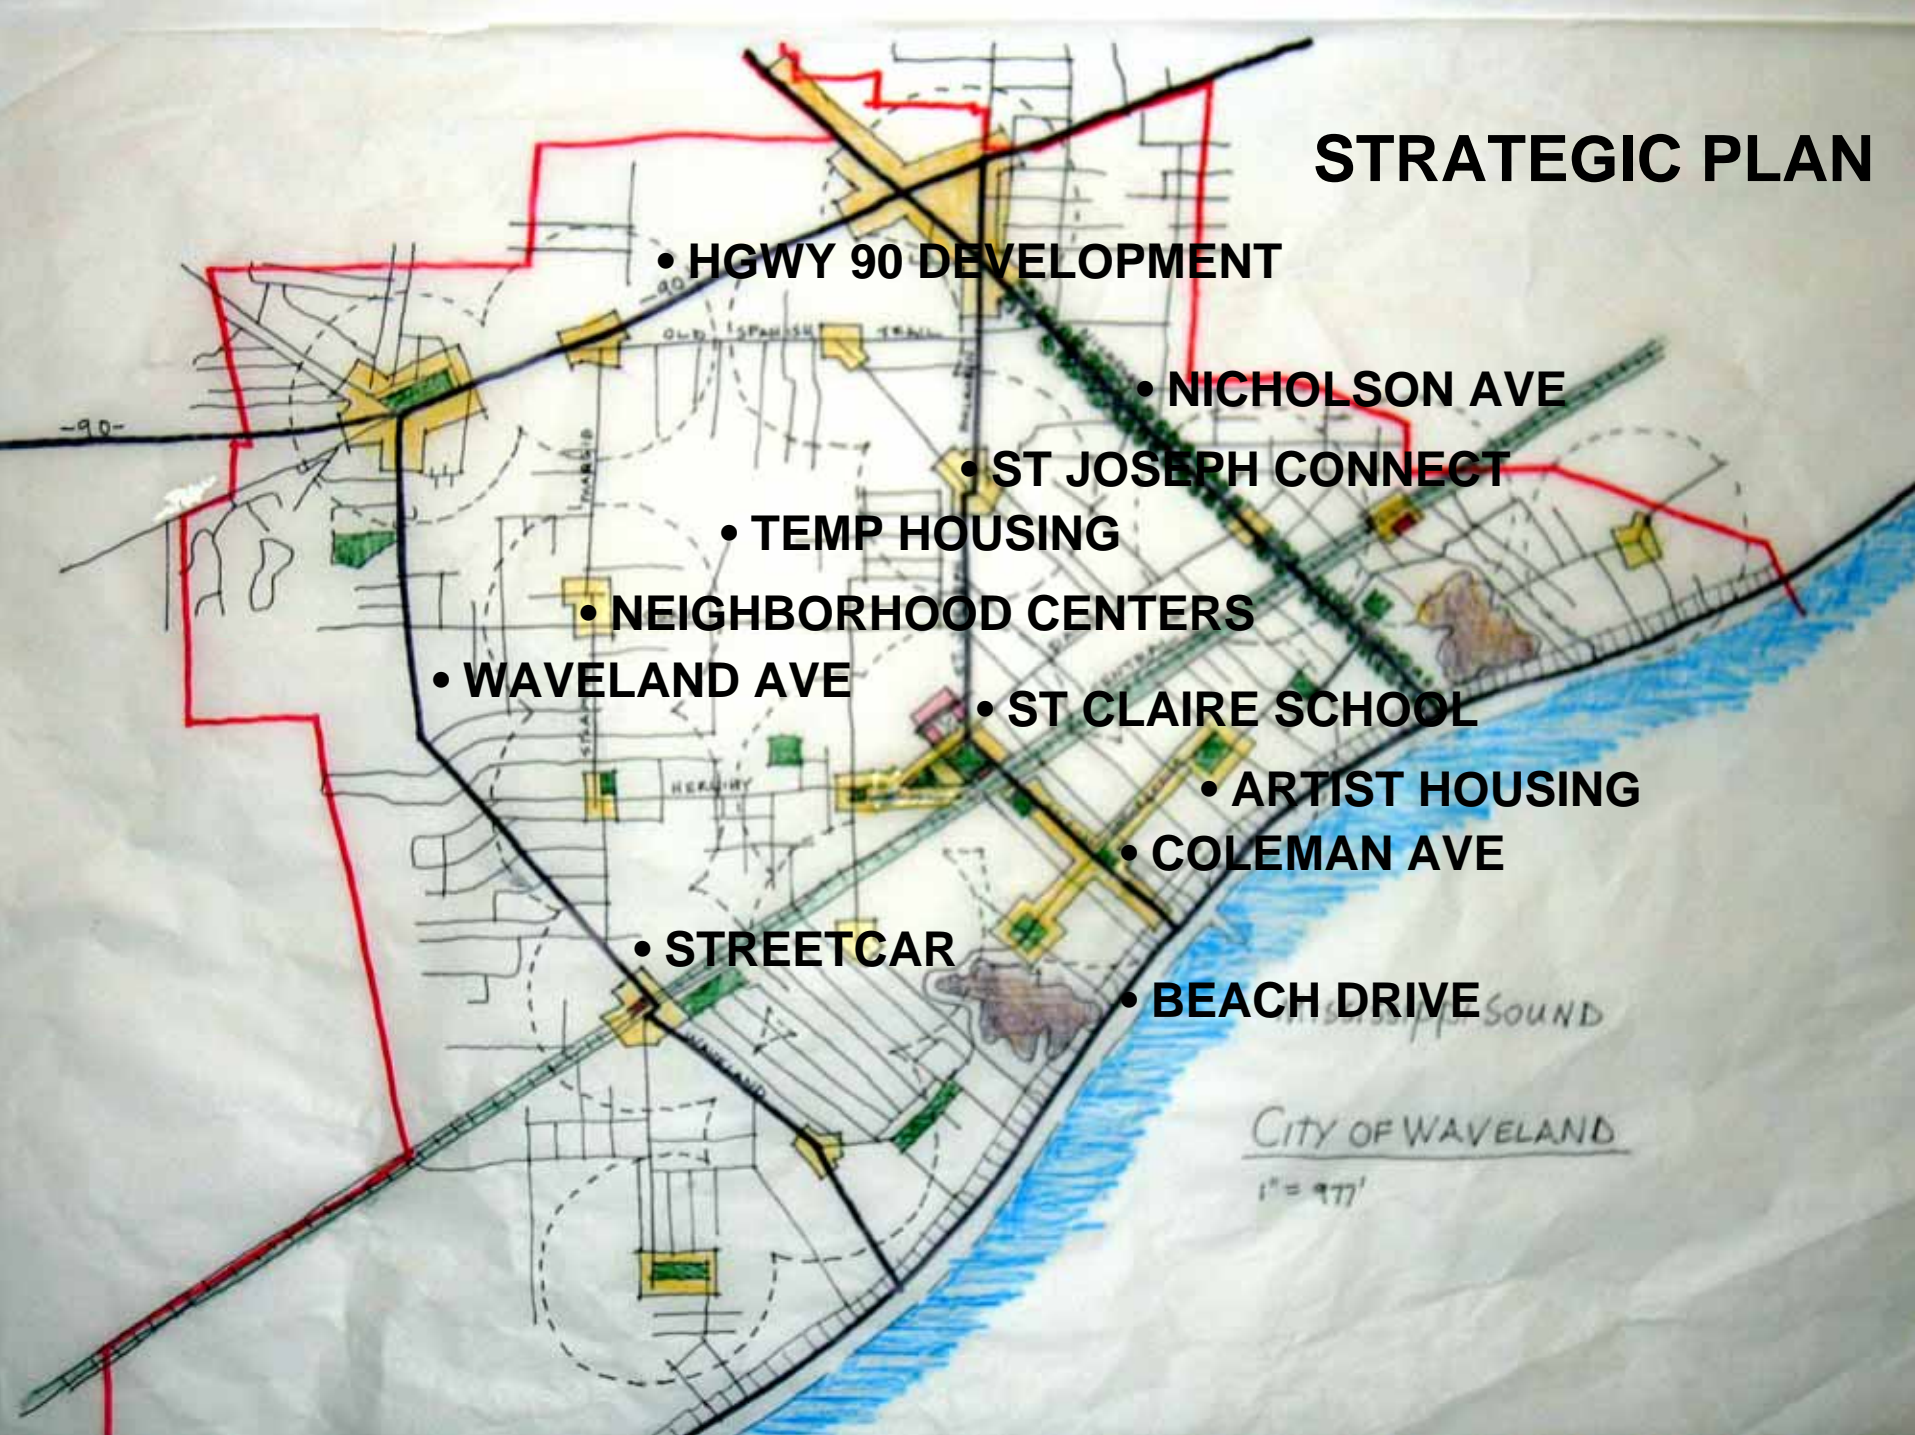 STRATEGIC PLAN
• HGWY 90 DEVELOPMENT
-90-
OLD SPANISH TRAIL
• NICHOLSON AVE
-90-
• ST JOSEPH CONNECT
• TEMP HOUSING
• NEIGHBORHOOD CENTERS
• WAVELAND AVE
CENTRAL
• ST CLAIRE SCHOOL
HERLIHY
• ARTIST HOUSING
• COLEMAN AVE
• STREETCAR
• BEACH DRIVE
MISSISSIPPI SOUND
WAVELAND
CITY OF WAVELAND
1" = 977'